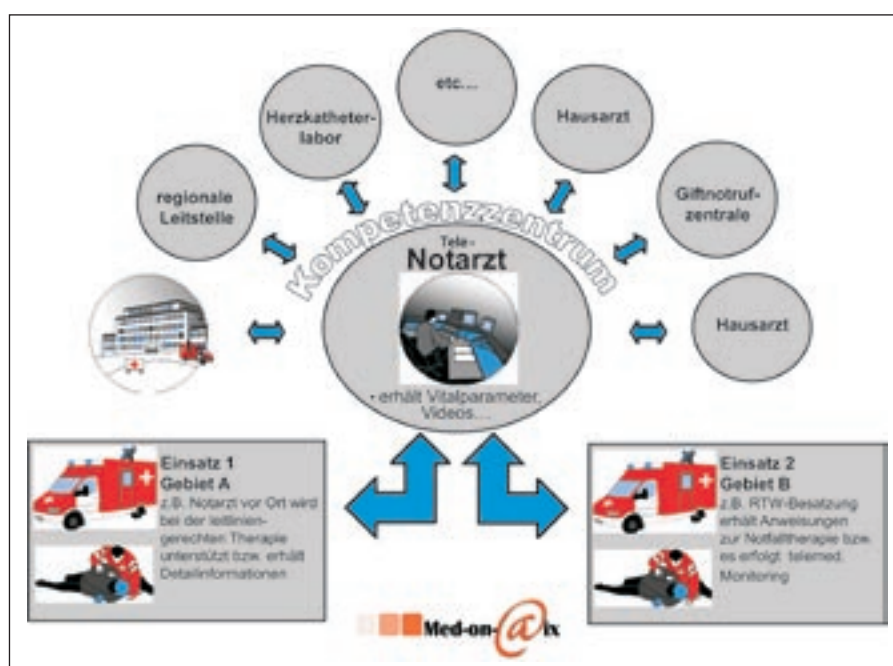 etc...
Herzkatheter-
labor
Hausarzt
regionale
Leitstelle
Giftnotruf-
zentrale
Kompetenzzentrum
Tele-
Notarzt
Hausarzt
• erhält Vitalparameter,
Videos....
Einsatz 1
Gebiet A
z.B. Notarzt vor Ort wird
bei der leitlinien-
gerechten Therapie
unterstützt bzw. erhält
Detailinformationen
Einsatz 2
Gebiet B
z.B. RTW-Besatzung
erhält Anweisungen
zur Notfalltherapie bzw.
es erfolgt telemed.
Monitoring
Med-on-@ix